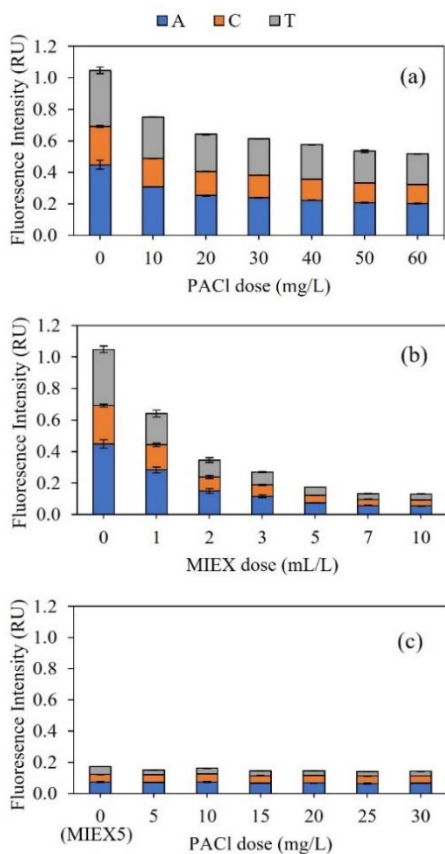 A C T
Fluoresence Intensity (RU)
1.2
1.0
0.8
0.6
0.4
0.2
0.0
(a)
0 10 20 30 40 50 60
PACl dose (mg/L)
Fluoresence Intensity (RU)
1.2
1.0
0.8
0.6
0.4
0.2
0.0
(b)
0 1 2 3 5 7 10
MIEX dose (mL/L)
Fluoresence Intensity (RU)
1.2
1.0
0.8
0.6
0.4
0.2
0.0
(c)
0 5 10 15 20 25 30
(MIEX5)
PACl dose (mg/L)